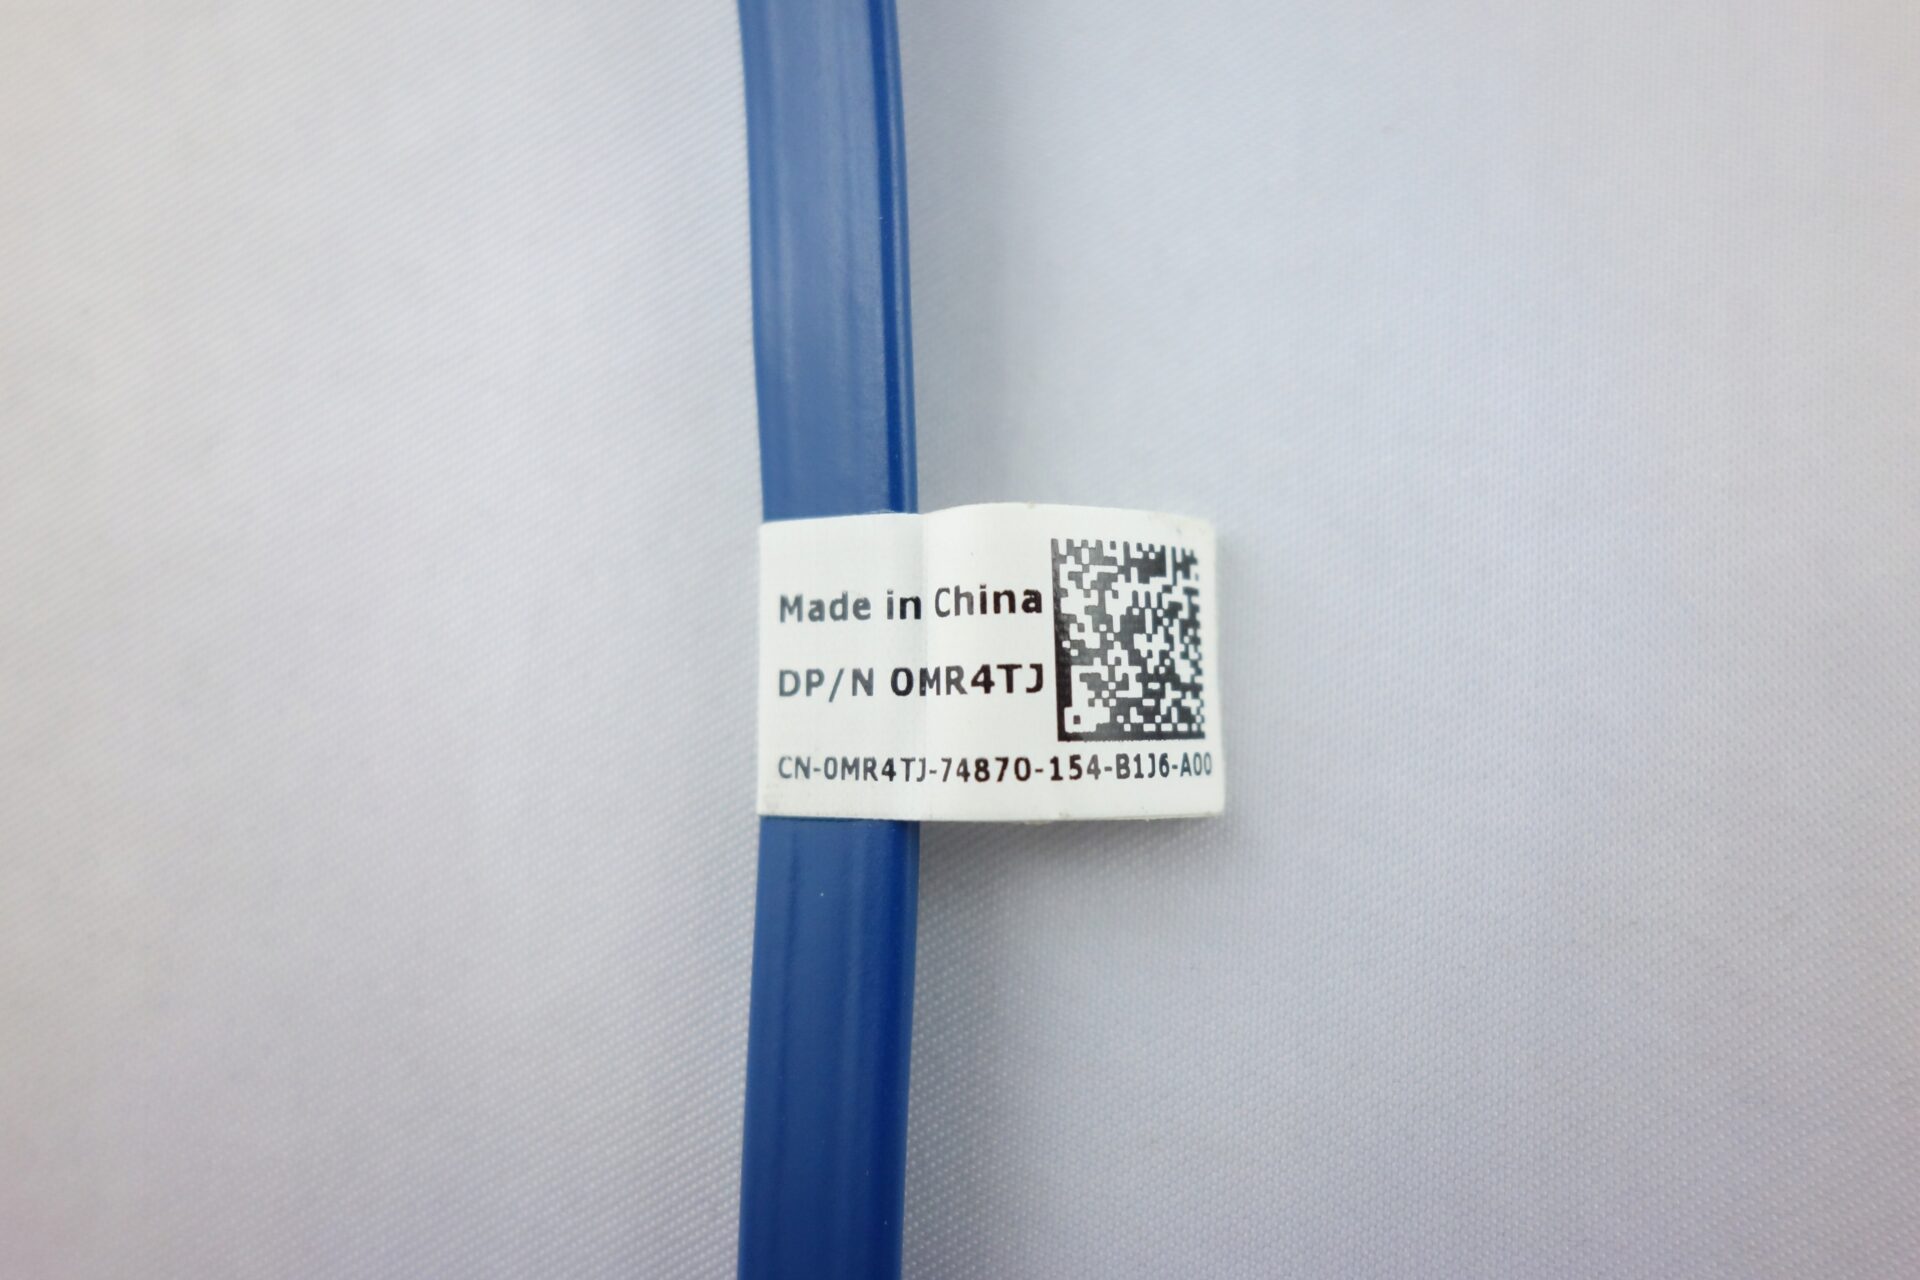 Made in China
DP/N 0MR4TJ
CN-0MR4TJ-74870-154-B1J6-A00